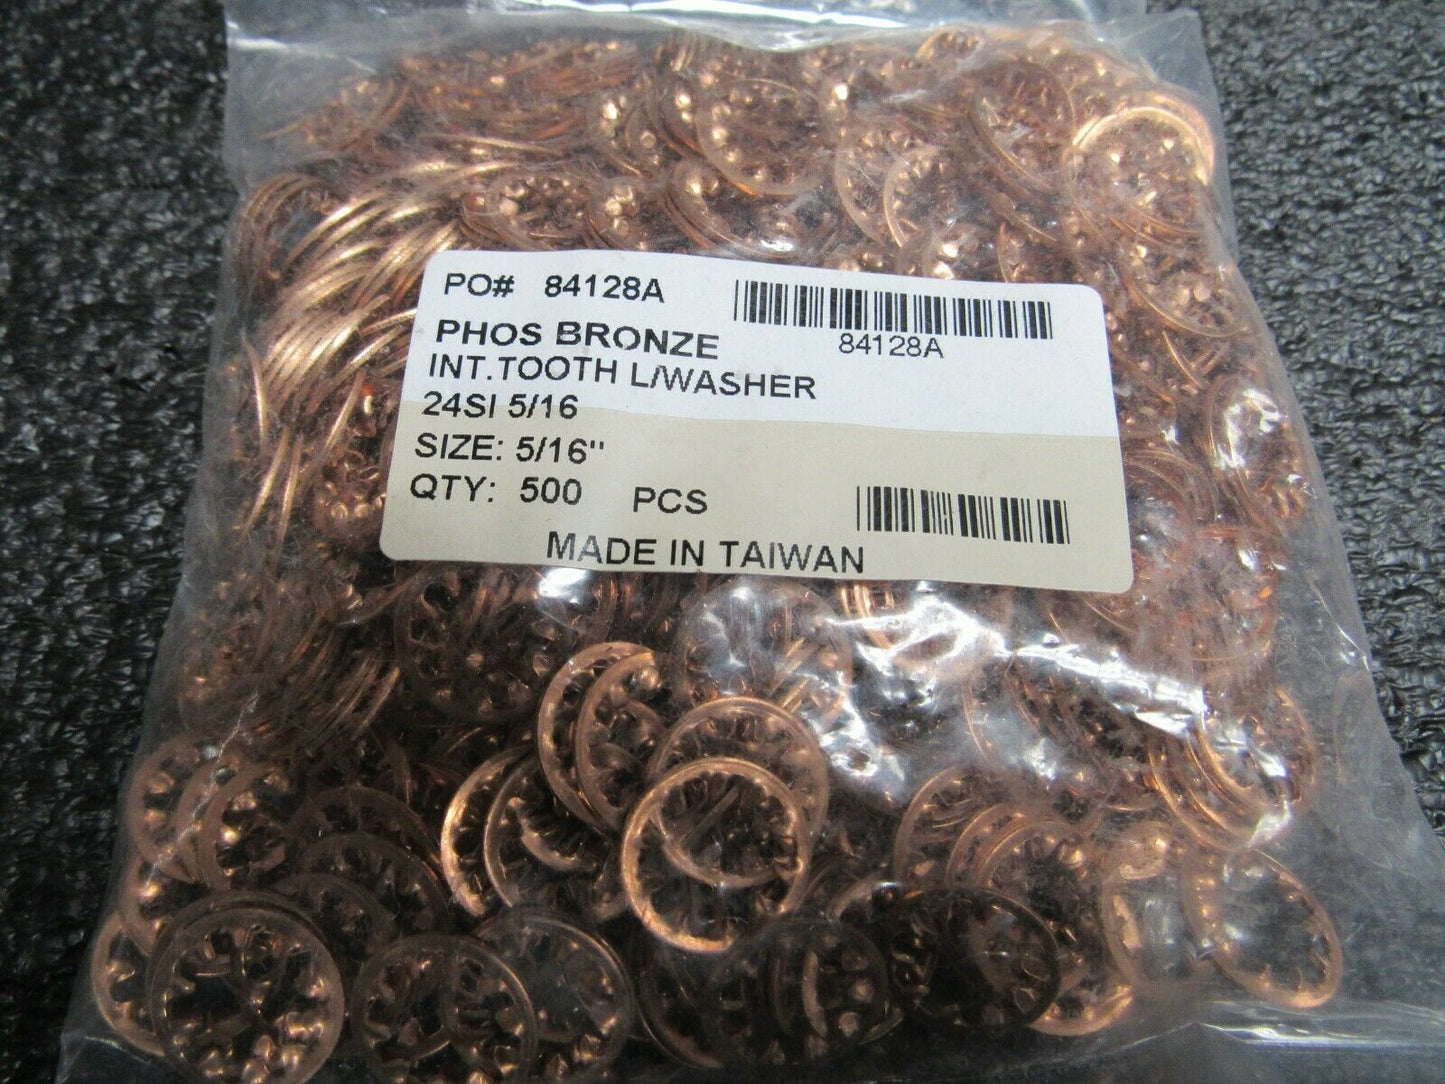 PO# 84128A
84128A
PHOS BRONZE
INT.TOOTH L/WASHER
24SI 5/16
SIZE: 5/16"
QTY: 500 PCS
MADE IN TAIWAN